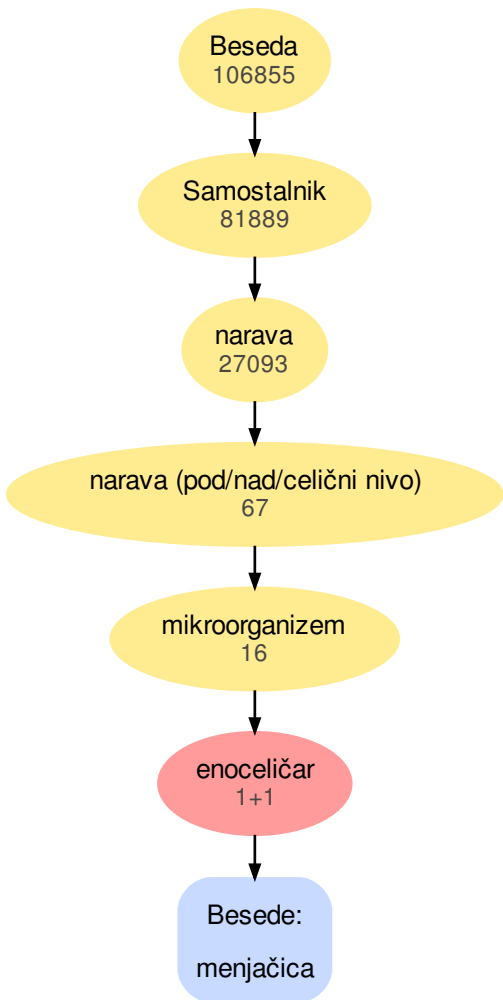 Beseda
106855
Samostalnik
81889
narava
27093
narava (pod/nad/celični nivo)
67
mikroorganizem
16
enoceličar
1+1
Besede:
menjačica